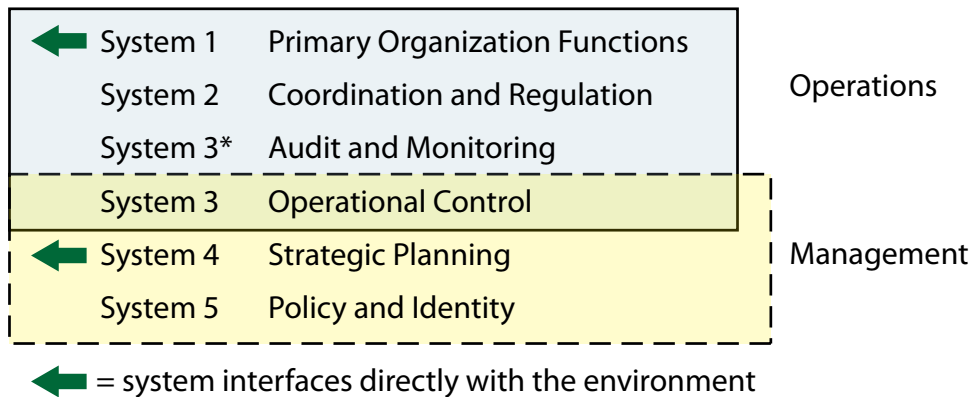 System 1 Primary Organization Functions
System 2 Coordination and Regulation
Operations
System 3* Audit and Monitoring
System 3 Operational Control
System 4 Strategic Planning
Management
System 5 Policy and Identity
= system interfaces directly with the environment